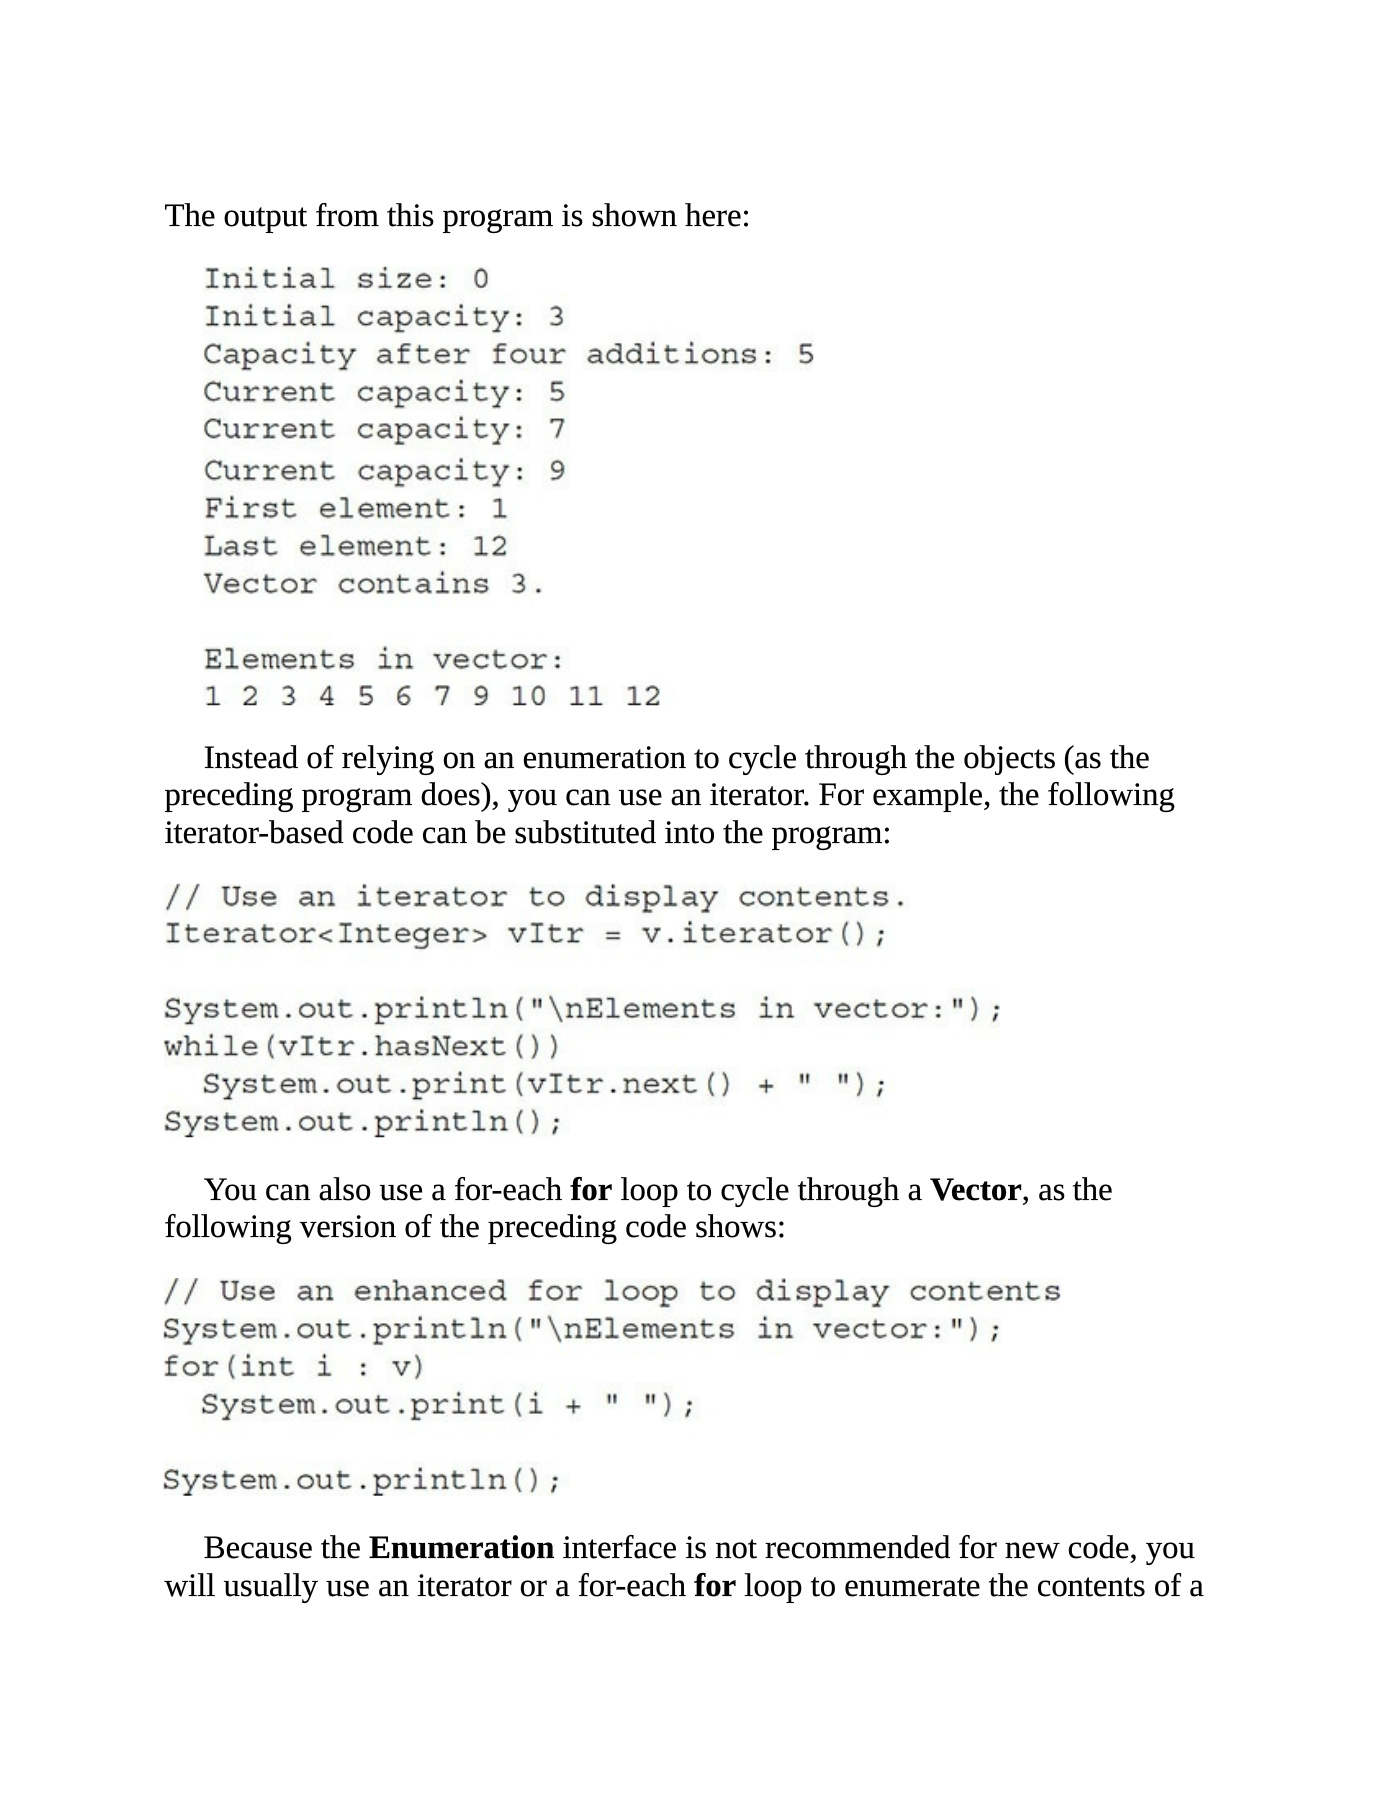 The output from this program is shown here:
Initial size: 0
Initial capacity: 3
Capacity after four additions: 5
Current capacity: 5
Current capacity: 7
Current capacity: 9
First element: 1
Last element: 12
Vector contains 3.

Elements in vector:
1 2 3 4 5 6 7 9 10 11 12
Instead of relying on an enumeration to cycle through the objects (as the
preceding program does), you can use an iterator. For example, the following
iterator-based code can be substituted into the program:
// Use an iterator to display contents.
Iterator<Integer> vItr = v.iterator();

System.out.println("\nElements in vector:");
while(vItr.hasNext())
  System.out.print(vItr.next() + " ");
System.out.println();
You can also use a for-each for loop to cycle through a Vector, as the
following version of the preceding code shows:
// Use an enhanced for loop to display contents
System.out.println("\nElements in vector:");
for(int i : v)
  System.out.print(i + " ");

System.out.println();
Because the Enumeration interface is not recommended for new code, you
will usually use an iterator or a for-each for loop to enumerate the contents of a